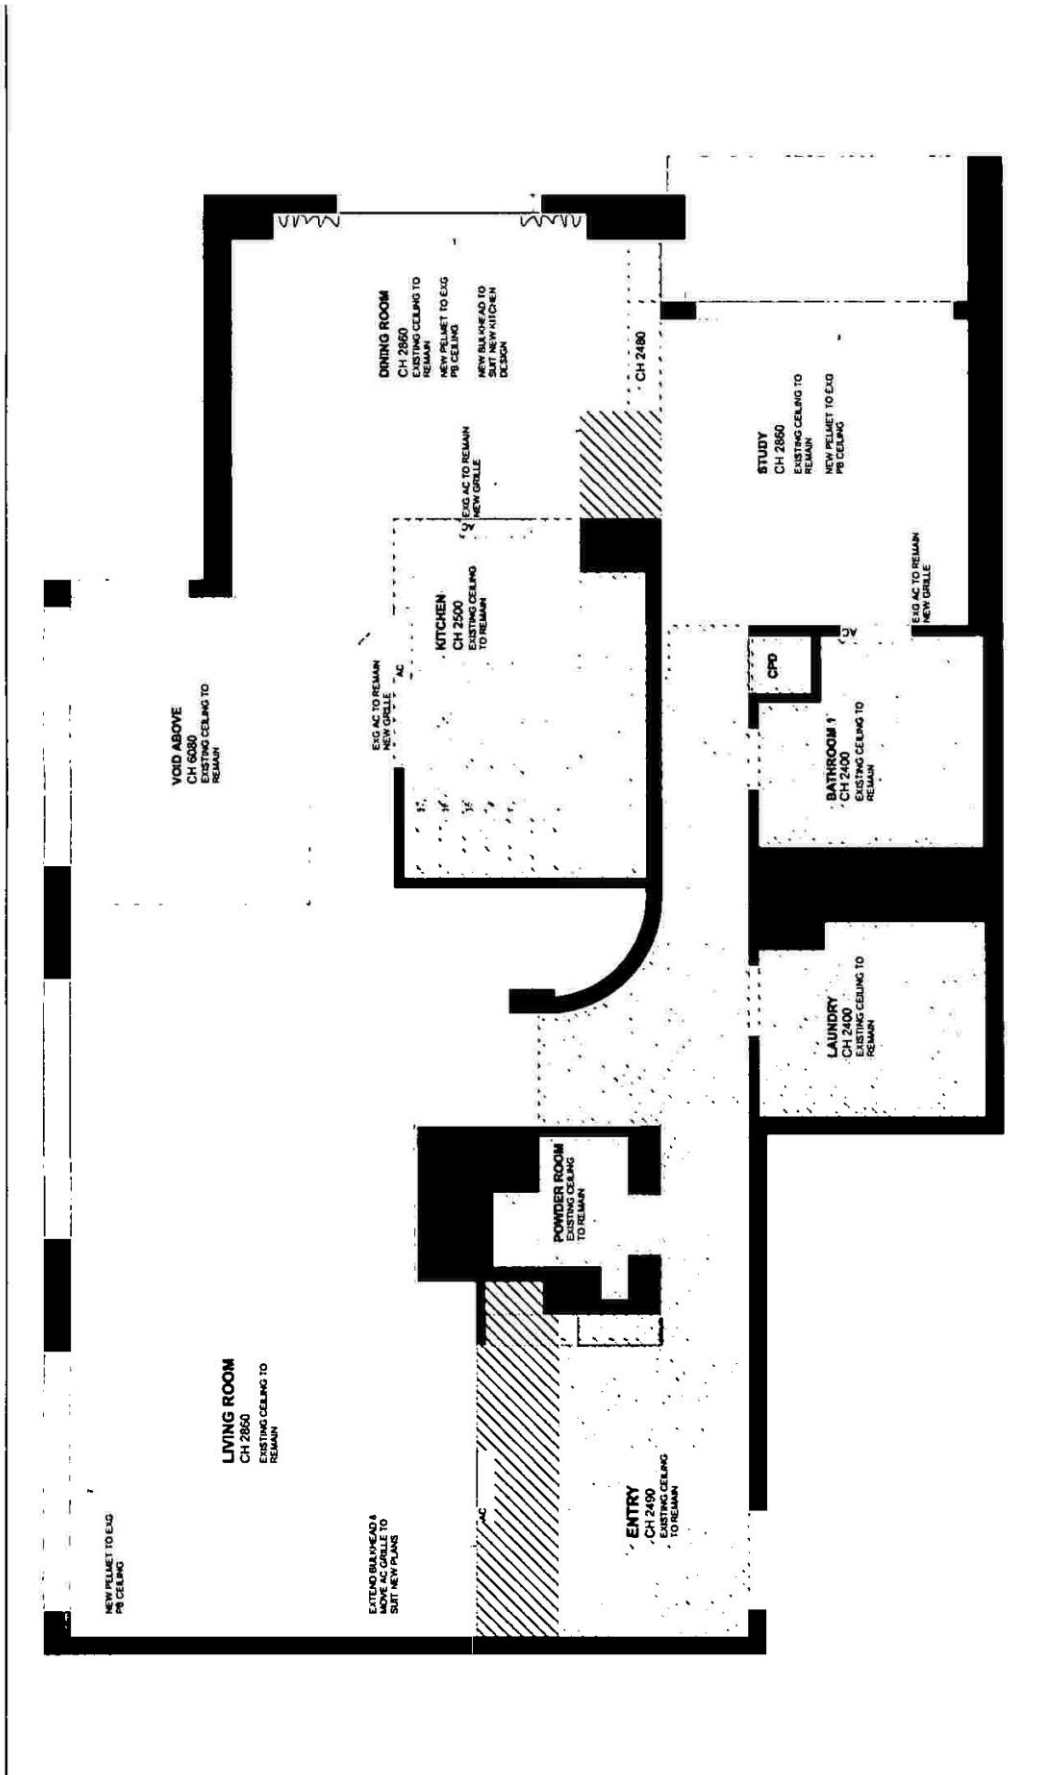 NEW PELMET TO EXG
PB CEILING
LIVING ROOM
CH 2860
EXISTING CEILING TO
REMAIN
EXTEND BULKHEAD &
MOVE AC GRILLE TO
SUIT NEW PLANS
AC
ENTRY
CH 2490
EXISTING CEILING
TO REMAIN
POWDER ROOM
EXISTING CEILING
TO REMAIN
VOID ABOVE
CH 6080
EXISTING CEILING TO
REMAIN
EXG AC TO REMAIN
NEW GRILLE
AC
KITCHEN
CH 2500
EXISTING CEILING
TO REMAIN
EXG AC TO REMAIN
NEW GRILLE
AC
DINING ROOM
CH 2860
EXISTING CEILING TO
REMAIN
NEW PELMET TO EXG
PB CEILING
NEW BULKHEAD TO
SUIT NEW KITCHEN
DESIGN
CH 2480
STUDY
CH 2860
EXISTING CEILING TO
REMAIN
NEW PELMET TO EXG
PB CEILING
EXG AC TO REMAIN
NEW GRILLE
AC
CPD
BATHROOM 1
CH 2400
EXISTING CEILING TO
REMAIN
LAUNDRY
CH 2400
EXISTING CEILING TO
REMAIN